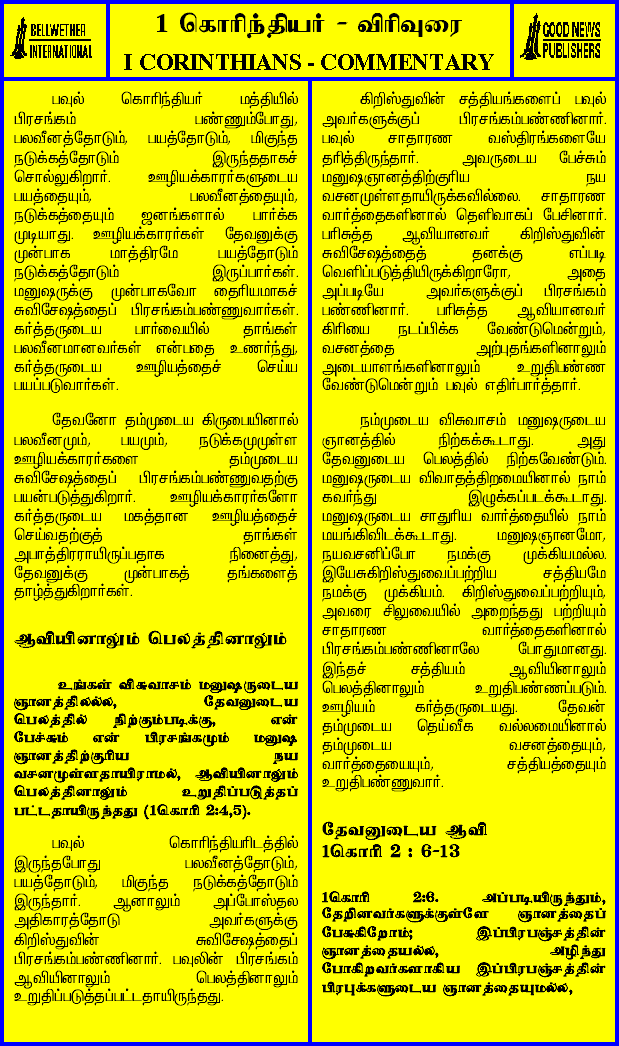 BELLWETHER
INTERNATIONAL
1 கொரிந்தியர் - விரிவுரை
I CORINTHIANS - COMMENTARY
GOOD NEWS
PUBLISHERS
பவுல் கொரிந்தியர் மத்தியில்
பிரசங்கம் பண்ணும்போது,
பலவீனத்தோடும், பயத்தோடும், மிகுந்த
நடுக்கத்தோடும் இருந்ததாகச்
சொல்லுகிறார். ஊழியக்காரர்களுடைய
பயத்தையும், பலவீனத்தையும்,
நடுக்கத்தையும் ஜனங்களால் பார்க்க
முடியாது. ஊழியக்காரர்கள் தேவனுக்கு
முன்பாக மாத்திரமே பயத்தோடும்
நடுக்கத்தோடும் இருப்பார்கள்.
மனுஷருக்கு முன்பாகவோ தைரியமாகச்
சுவிசேஷத்தைப் பிரசங்கம்பண்ணுவார்கள்.
கர்த்தருடைய பார்வையில் தாங்கள்
பலவீனமானவர்கள் என்பதை உணர்ந்து,
கர்த்தருடைய ஊழியத்தைச் செய்ய
பயப்படுவார்கள்.
தேவனோ தம்முடைய கிருபையினால்
பலவீனமும், பயமும், நடுக்கமுமுள்ள
ஊழியக்காரர்களை தம்முடைய
சுவிசேஷத்தைப் பிரசங்கம்பண்ணுவதற்கு
பயன்படுத்துகிறார். ஊழியக்காரர்களோ
கர்த்தருடைய மகத்தான ஊழியத்தைச்
செய்வதற்குத் தாங்கள்
அபாத்திரராயிருப்பதாக நினைத்து,
தேவனுக்கு முன்பாகத் தங்களைத்
தாழ்த்துகிறார்கள்.
ஆவியினாலும் பெலத்தினாலும்
உங்கள் விசுவாசம் மனுஷருடைய
ஞானத்திலல்ல, தேவனுடைய
பெலத்தில் நிற்கும்படிக்கு, என்
பேச்சும் என் பிரசங்கமும் மனுஷ
ஞானத்திற்குரிய நய
வசனமுள்ளதாயிராமல், ஆவியினாலும்
பெலத்தினாலும் உறுதிப்படுத்தப்
பட்டதாயிருந்தது (1கொரி 2:4,5).
பவுல் கொரிந்தியரிடத்தில்
இருந்தபோது பலவீனத்தோடும்,
பயத்தோடும், மிகுந்த நடுக்கத்தோடும்
இருந்தார். ஆனாலும் அப்போஸ்தல
அதிகாரத்தோடு அவர்களுக்கு
கிறிஸ்துவின் சுவிசேஷத்தைப்
பிரசங்கம்பண்ணினார். பவுலின் பிரசங்கம்
ஆவியினாலும் பெலத்தினாலும்
உறுதிப்படுத்தப்பட்டதாயிருந்தது.
கிறிஸ்துவின் சத்தியங்களைப் பவுல்
அவர்களுக்குப் பிரசங்கம்பண்ணினார்.
பவுல் சாதாரண வஸ்திரங்களையே
தரித்திருந்தார். அவருடைய பேச்சும்
மனுஷஞானத்திற்குரிய நய
வசனமுள்ளதாயிருக்கவில்லை. சாதாரண
வார்த்தைகளினால் தெளிவாகப் பேசினார்.
பரிசுத்த ஆவியானவர் கிறிஸ்துவின்
சுவிசேஷத்தைத் தனக்கு எப்படி
வெளிப்படுத்தியிருக்கிறாரோ, அதை
அப்படியே அவர்களுக்குப் பிரசங்கம்
பண்ணினார். பரிசுத்த ஆவியானவர்
கிரியை நடப்பிக்க வேண்டுமென்றும்,
வசனத்தை அற்புதங்களினாலும்
அடையாளங்களினாலும் உறுதிபண்ண
வேண்டுமென்றும் பவுல் எதிர்பார்த்தார்.
நம்முடைய விசுவாசம் மனுஷருடைய
ஞானத்தில் நிற்கக்கூடாது. அது
தேவனுடைய பெலத்தில் நிற்கவேண்டும்.
மனுஷருடைய விவாதத்திறமையினால் நாம்
கவர்ந்து இழுக்கப்படக்கூடாது.
மனுஷருடைய சாதுரிய வார்த்தையில் நாம்
மயங்கிவிடக்கூடாது. மனுஷஞானமோ,
நயவசனிப்போ நமக்கு முக்கியமல்ல.
இயேசுகிறிஸ்துவைப்பற்றிய சத்தியமே
நமக்கு முக்கியம். கிறிஸ்துவைப்பற்றியும்,
அவரை சிலுவையில் அறைந்தது பற்றியும்
சாதாரண வார்த்தைகளினால்
பிரசங்கம்பண்ணினாலே போதுமானது.
இந்தச் சத்தியம் ஆவியினாலும்
பெலத்தினாலும் உறுதிபண்ணப்படும்.
ஊழியம் கர்த்தருடையது. தேவன்
தம்முடைய தெய்வீக வல்லமையினால்
தம்முடைய வசனத்தையும்,
வார்த்தையையும், சத்தியத்தையும்
உறுதிபண்ணுவார்.
தேவனுடைய ஆவி
1கொரி 2 : 6-13
1கொரி 2:6. அப்படியிருந்தும்,
தேறினவர்களுக்குள்ளே ஞானத்தைப்
பேசுகிறோம்; இப்பிரபஞ்சத்தின்
ஞானத்தையல்ல, அழிந்து
போகிறவர்களாகிய இப்பிரபஞ்சத்தின்
பிரபுக்களுடைய ஞானத்தையுமல்ல,